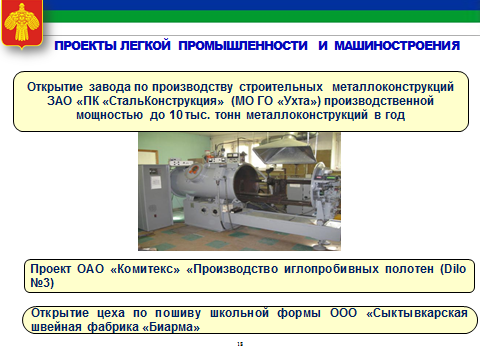 ПРОЕКТЫ ЛЕГКОЙ ПРОМЫШЛЕННОСТИ И МАШИНОСТРОЕНИЯ
Открытие завода по производству строительных металлоконструкций
ЗАО «ПК «СтальКонструкция» (МО ГО «Ухта») производственной
мощностью до 10 тыс. тонн металлоконструкций в год
Проект ОАО «Комитекс» «Производство иглопробивных полотен (Dilo
№3)
Открытие цеха по пошиву школьной формы ООО «Сыктывкарская
швейная фабрика «Биарма»